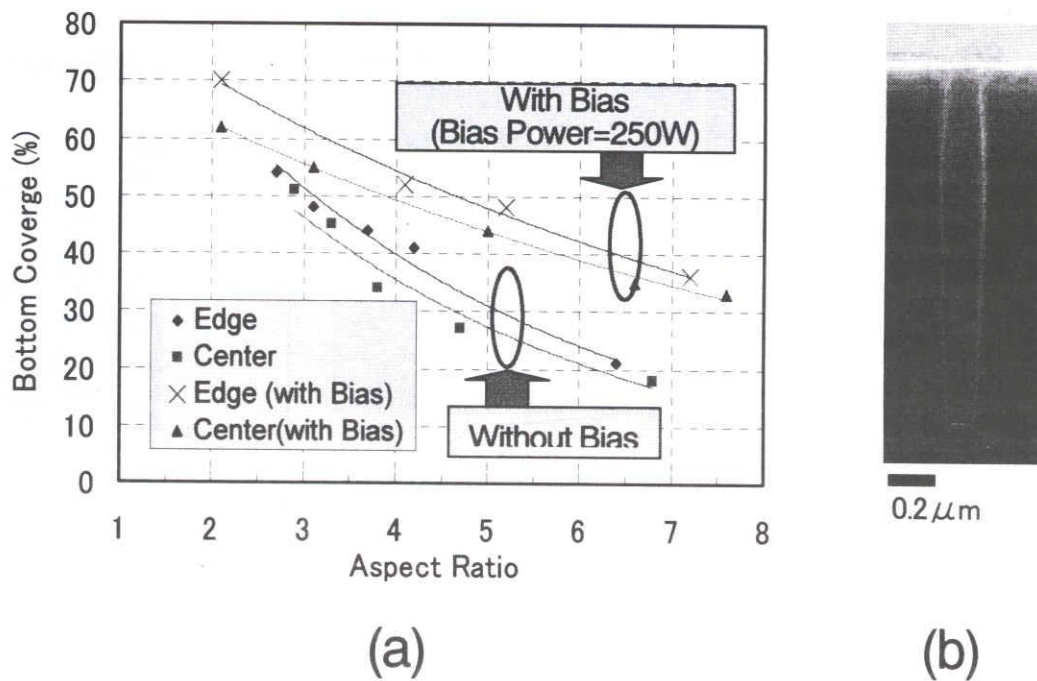 80
70
60
50
40
30
20
10
0
Bottom Coverge (%)
1 2 3 4 5 6 7 8
Aspect Ratio
With Bias
(Bias Power=250W)
Edge
Center
Edge (with Bias)
Center(with Bias)
Without Bias
(a)
0.2μm
(b)